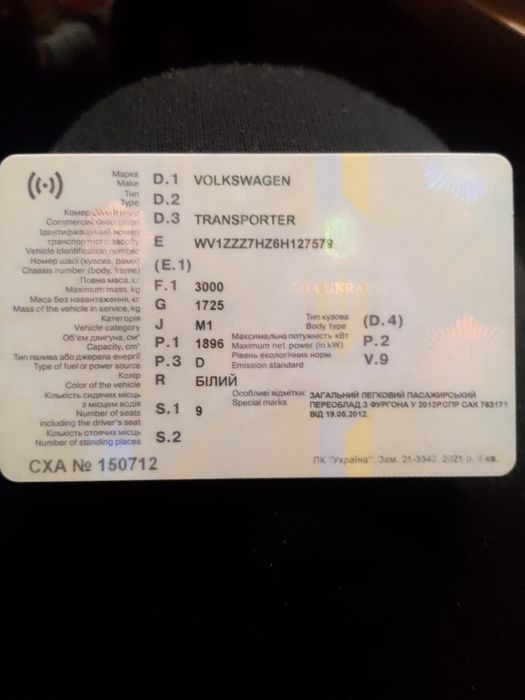 Марка D.1 VOLKSWAGEN
Make
Тип D.2
Type
Комерційний опис D.3 TRANSPORTER
Commercial description
Ідентифікаційний номер
транспортного засобу E WV1ZZZ7HZ6H127579
Vehicle identification number
Номер шасі (кузова, рами) (E.1)
Chassis number (body, frame)
Повна маса, кг F.1 3000
Maximum mass, kg
VIA UKRAIN
Маса без навантаження, кг G 1725
Mass of the vehicle in service, kg
Категорія J M1
Vehicle category
Тип кузова (D.4)
Body type
Об'єм двигуна, см³ P.1 1896
Capacity, cm³
Максимальна потужність кВт P.2
Maximum net power (in kW)
Тип палива або джерела енергії P.3 D
Type of fuel or power source
Рівень екологічних норм V.9
Emission standard
Колір R БІЛИЙ
Color of the vehicle
Кількість сидячих місць
з місцем водія S.1 9
Number of seats
including the driver's seat
Особливі відмітки: ЗАГАЛЬНИЙ ЛЕГКОВИЙ ПАСАЖИРСЬКИЙ
Special marks ПЕРЕОБЛАД З ФУРГОНА У 2012Р СПР САК 763171
ВІД 19.05.2012
Кількість стоячих місць S.2
Number of standing places
СХА № 150712
ПК "Україна". Зам. 21-3342. 2021 р. II кв.